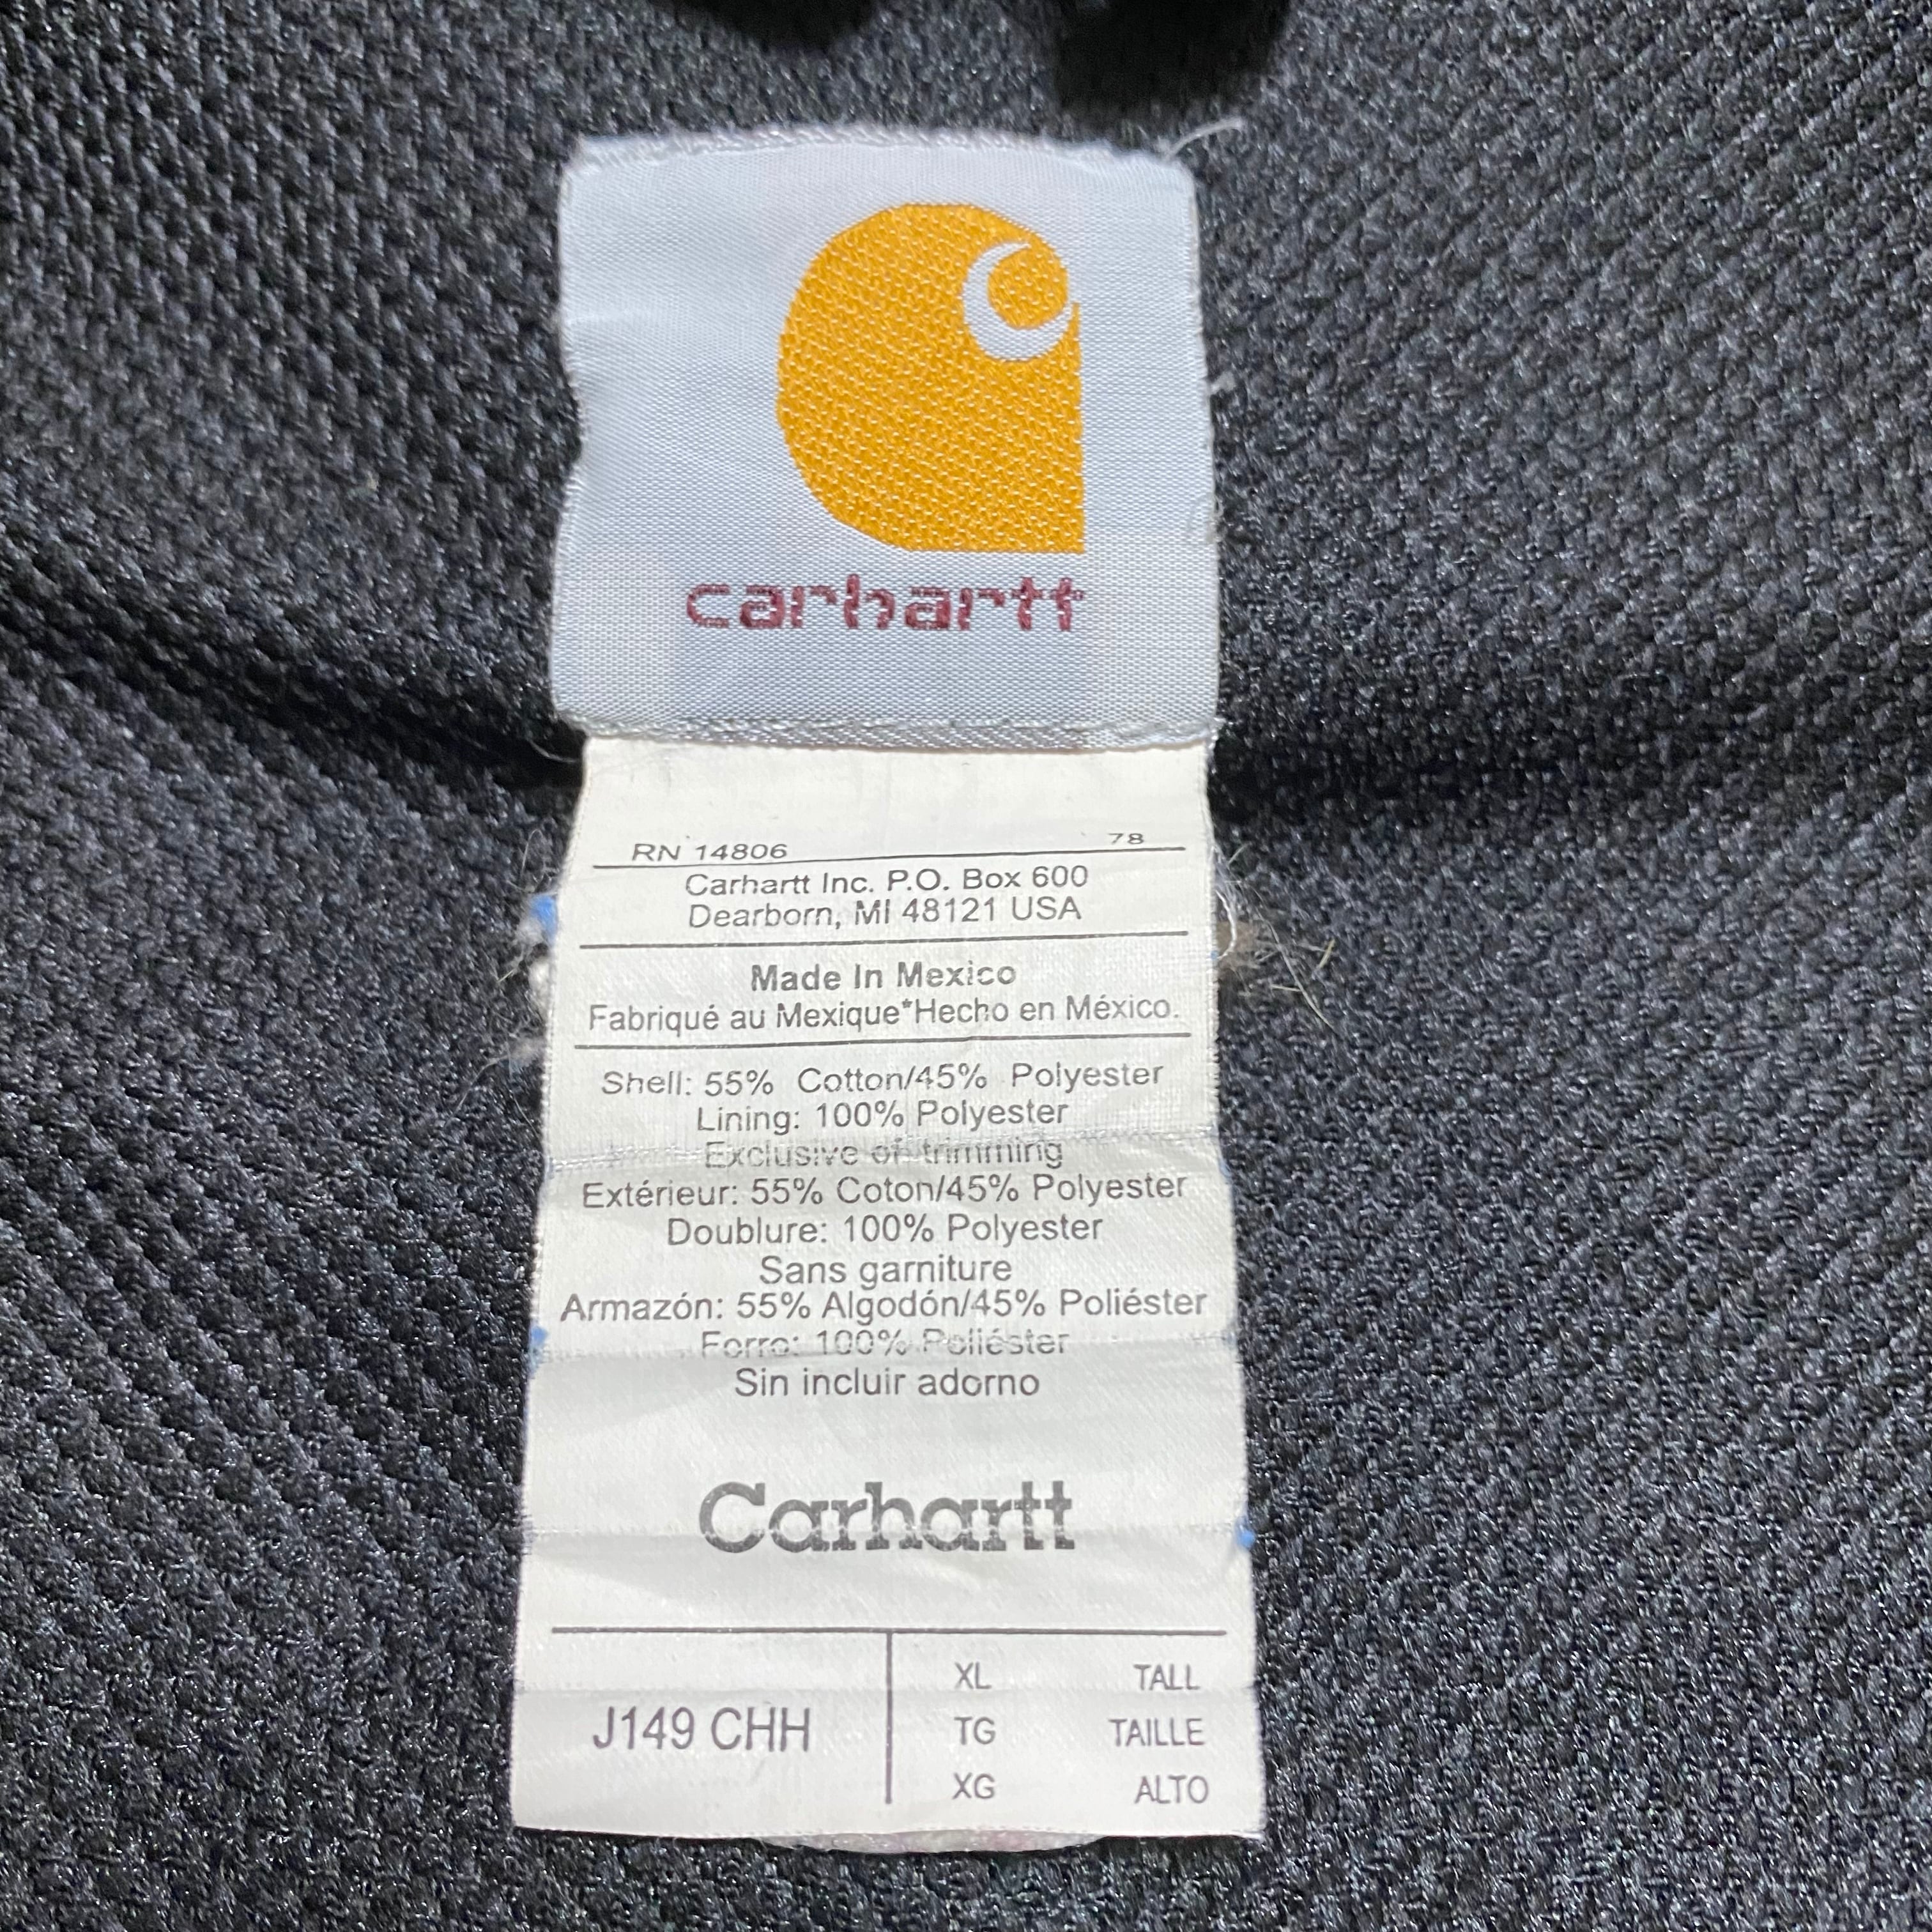 carhartt
RN 14806 78
Carhartt Inc. P.O. Box 600
Dearborn, MI 48121 USA
Made In Mexico
Fabriqué au Mexique*Hecho en México.
Shell: 55% Cotton/45% Polyester
Lining: 100% Polyester
Exclusive of trimming
Extérieur: 55% Coton/45% Polyester
Doublure: 100% Polyester
Sans garniture
Armazón: 55% Algodón/45% Poliéster
Forro: 100% Poliéster
Sin incluir adorno
Carhartt
J149 CHH
XL TALL
TG TAILLE
XG ALTO